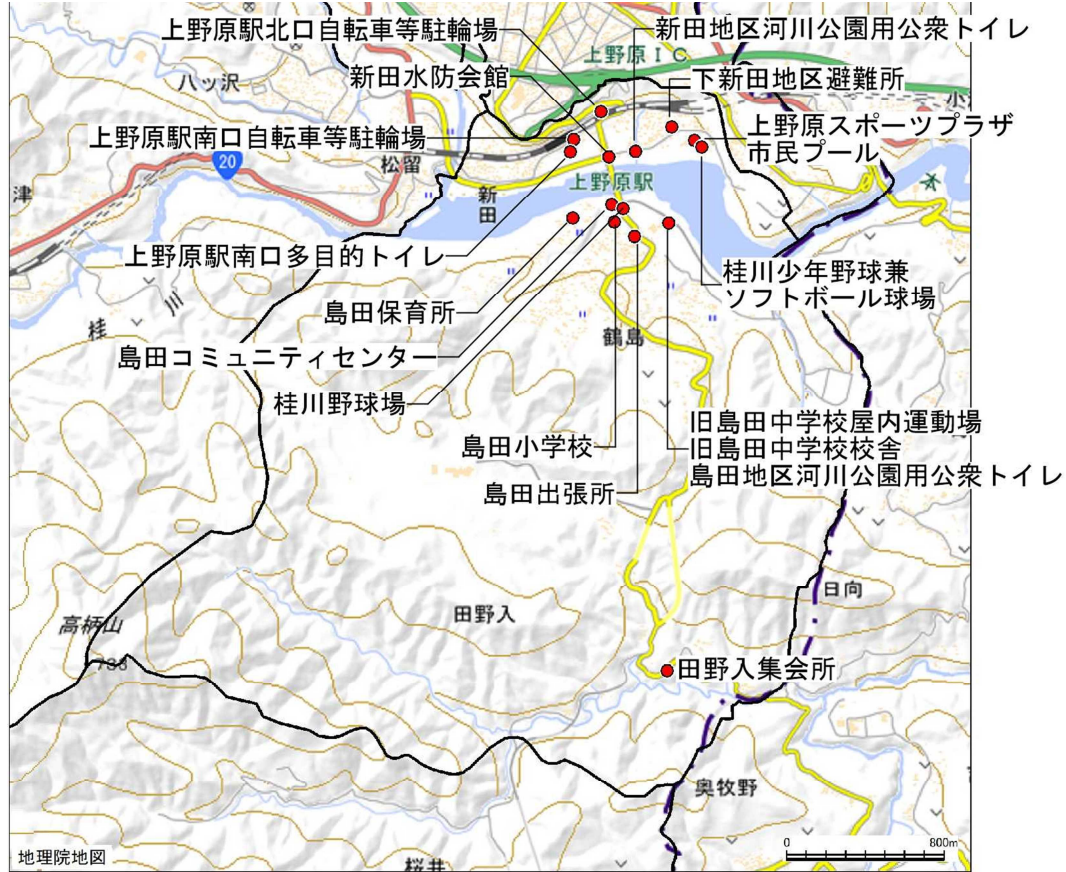 上野原駅北口自転車等駐輪場
新田地区河川公園用公衆トイレ
上野原IC
新田水防会館
下新田地区避難所
八ッ沢
上野原スポーツプラザ
市民プール
上野原駅南口自転車等駐輪場
20
松留
津
新田
上野原駅
上野原駅南口多目的トイレ
桂川少年野球兼
ソフトボール球場
桂川
島田保育所
鶴島
島田コミュニティセンター
桂川野球場
旧島田中学校屋内運動場
旧島田中学校校舎
島田地区河川公園用公衆トイレ
島田小学校
島田出張所
日向
田野入
高柄山
733
田野入集会所
奥牧野
地理院地図
桜井
0
800m